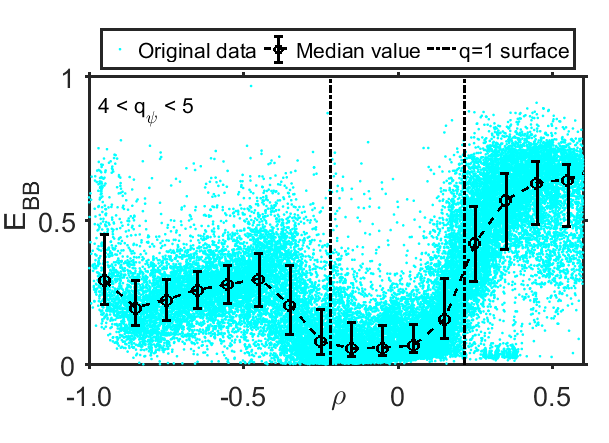 Original data Median value q=1 surface
1
4 < qψ < 5
E_BB
0.5
0
-1.0 -0.5 ρ 0 0.5